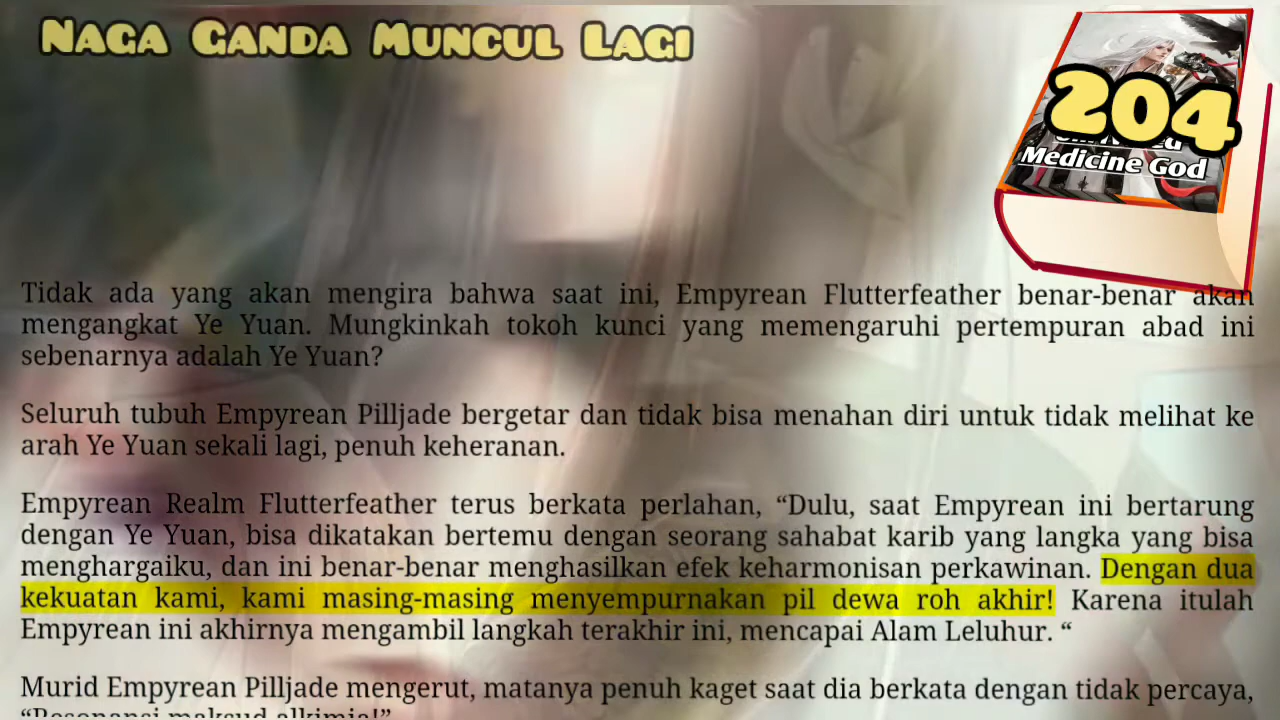 Naga Ganda Muncul Lagi
204
Medicine God
Tidak ada yang akan mengira bahwa saat ini, Empyrean Flutterfeather benar-benar akan
mengangkat Ye Yuan. Mungkinkah tokoh kunci yang memengaruhi pertempuran abad ini
sebenarnya adalah Ye Yuan?
Seluruh tubuh Empyrean Pilljade bergetar dan tidak bisa menahan diri untuk tidak melihat ke
arah Ye Yuan sekali lagi, penuh keheranan.
Empyrean Realm Flutterfeather terus berkata perlahan, “Dulu, saat Empyrean ini bertarung
dengan Ye Yuan, bisa dikatakan bertemu dengan seorang sahabat karib yang langka yang bisa
menghargaiku, dan ini benar-benar menghasilkan efek keharmonisan perkawinan. Dengan dua
kekuatan kami, kami masing-masing menyempurnakan pil dewa roh akhir! Karena itulah
Empyrean ini akhirnya mengambil langkah terakhir ini, mencapai Alam Leluhur. “
Murid Empyrean Pilljade mengerut, matanya penuh kaget saat dia berkata dengan tidak percaya,
“Resonansi maksud alkimia!”